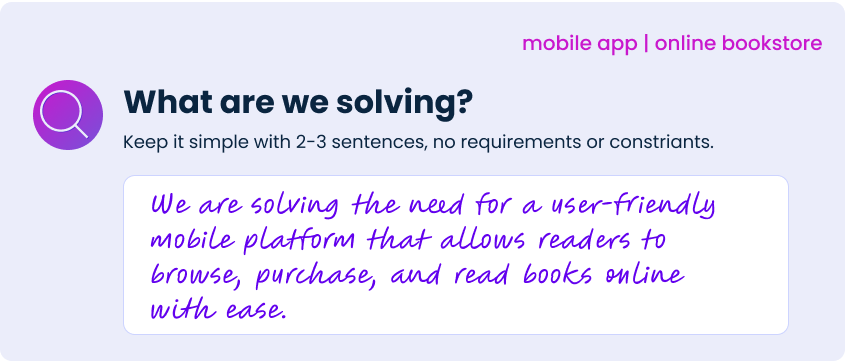 mobile app | online bookstore
What are we solving?
Keep it simple with 2-3 sentences, no requirements or constriants.
We are solving the need for a user-friendly
mobile platform that allows readers to
browse, purchase, and read books online
with ease.